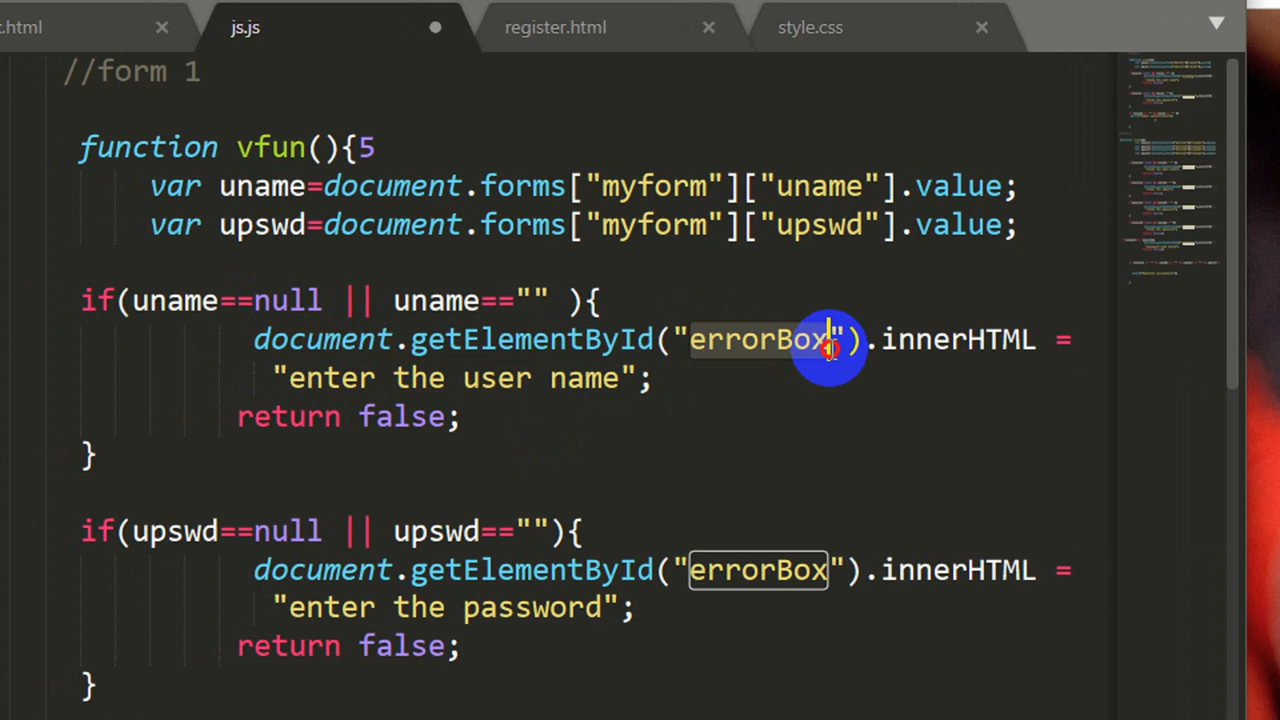 .html
js.js
register.html
style.css
//form 1
function vfun(){5
var uname=document.forms["myform"]["uname"].value;
var upswd=document.forms["myform"]["upswd"].value;
if(uname==null || uname=="" ){
document.getElementById("errorBox").innerHTML =
"enter the user name";
return false;
}
if(upswd==null || upswd==""){
document.getElementById("errorBox").innerHTML =
"enter the password";
return false;
}